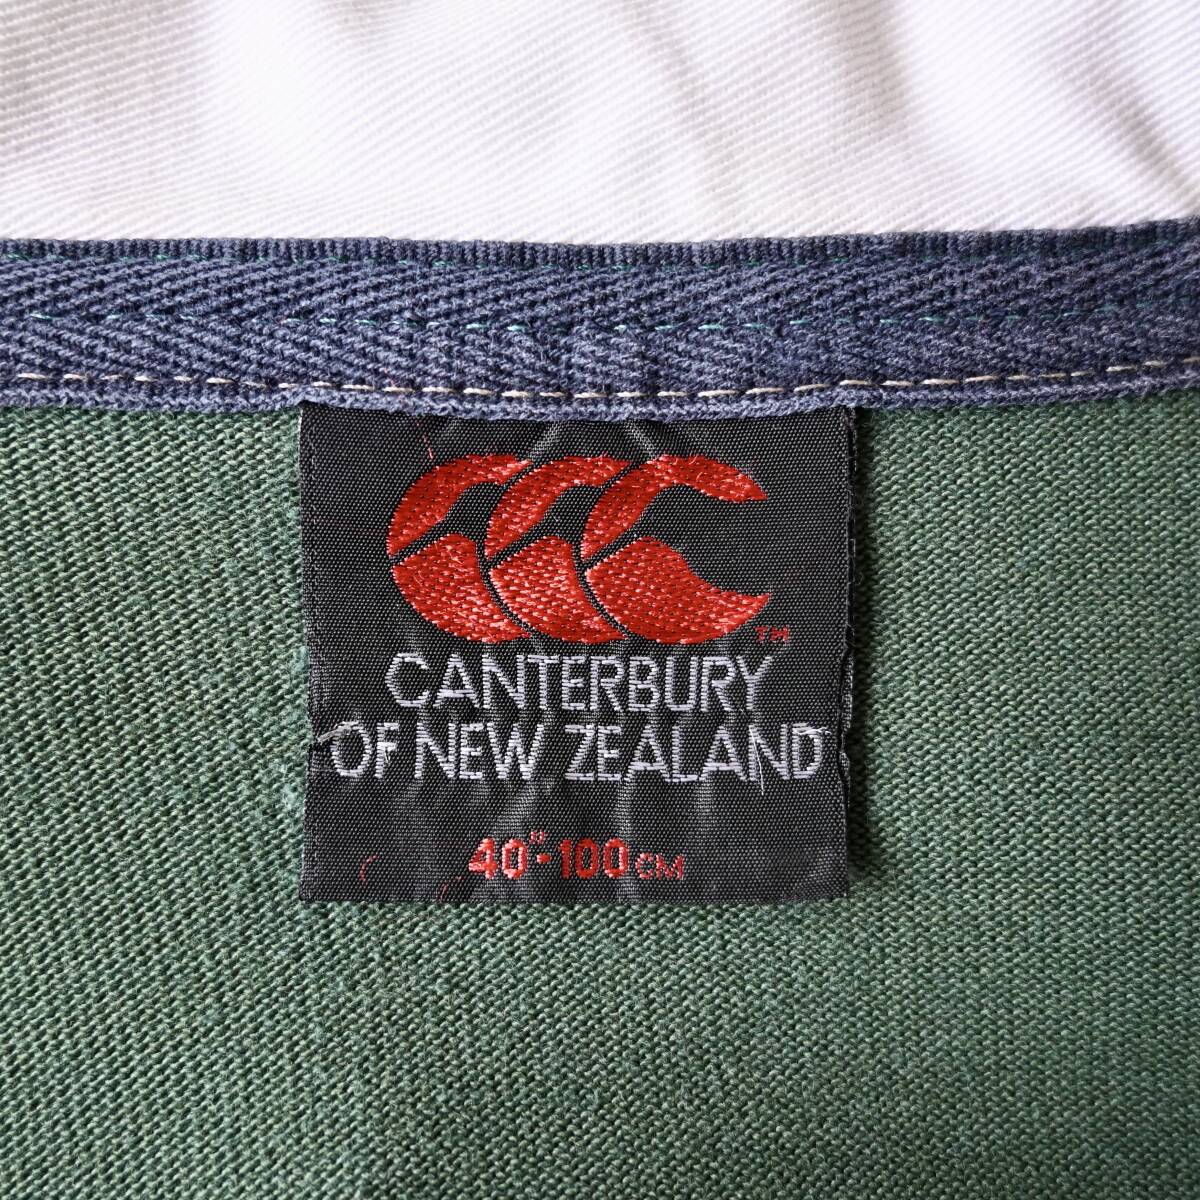 TM
CANTERBURY
OF NEW ZEALAND
40"-100CM